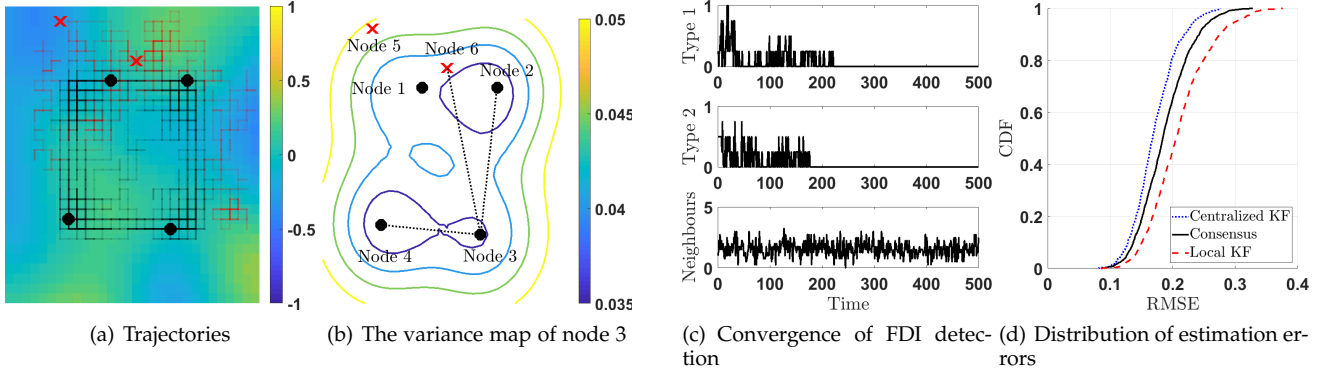 1
0.5
0
-0.5
-1
(a) Trajectories
Node 5
Node 6
Node 2
Node 1
Node 4
Node 3
0.05
0.045
0.04
0.035
(b) The variance map of node 3
Type 1
1
0
0 100 200 300 400 500
Type 2
1
0
0 100 200 300 400 500
Neighbours
5
0
0 100 200 300 400 500
Time
(c) Convergence of FDI detec-
tion
CDF
1
0.8
0.6
0.4
0.2
0
0 0.1 0.2 0.3 0.4
RMSE
Centralized KF
Consensus
Local KF
(d) Distribution of estimation er-
rors